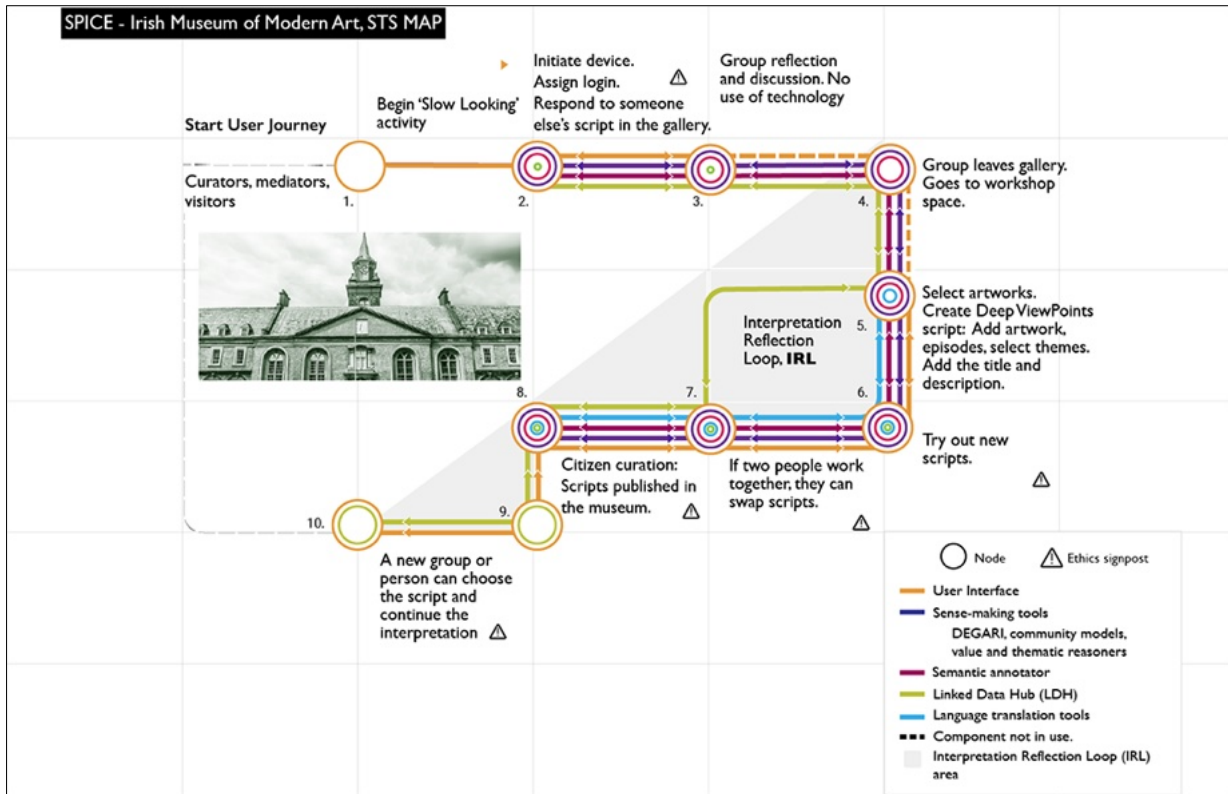 SPICE - Irish Museum of Modern Art, STS MAP
Start User Journey
Begin ‘Slow Looking’
activity
Initiate device.
Assign login.
Respond to someone
else’s script in the gallery.
Group reflection
and discussion. No
use of technology
Curators, mediators,
visitors
1.
2.
3.
4.
Group leaves gallery.
Goes to workshop
space.
Select artworks.
Create Deep ViewPoints
script: Add artwork,
episodes, select themes.
Add the title and
description.
5.
Interpretation
Reflection
Loop, IRL
6.
7.
8.
Try out new
scripts.
If two people work
together, they can
swap scripts.
Citizen curation:
Scripts published in
the museum.
9.
10.
A new group or
person can choose
the script and
continue the
interpretation
Node
Ethics signpost
User Interface
Sense-making tools
DEGARI, community models,
value and thematic reasoners
Semantic annotator
Linked Data Hub (LDH)
Language translation tools
Component not in use.
Interpretation Reflection Loop (IRL)
area